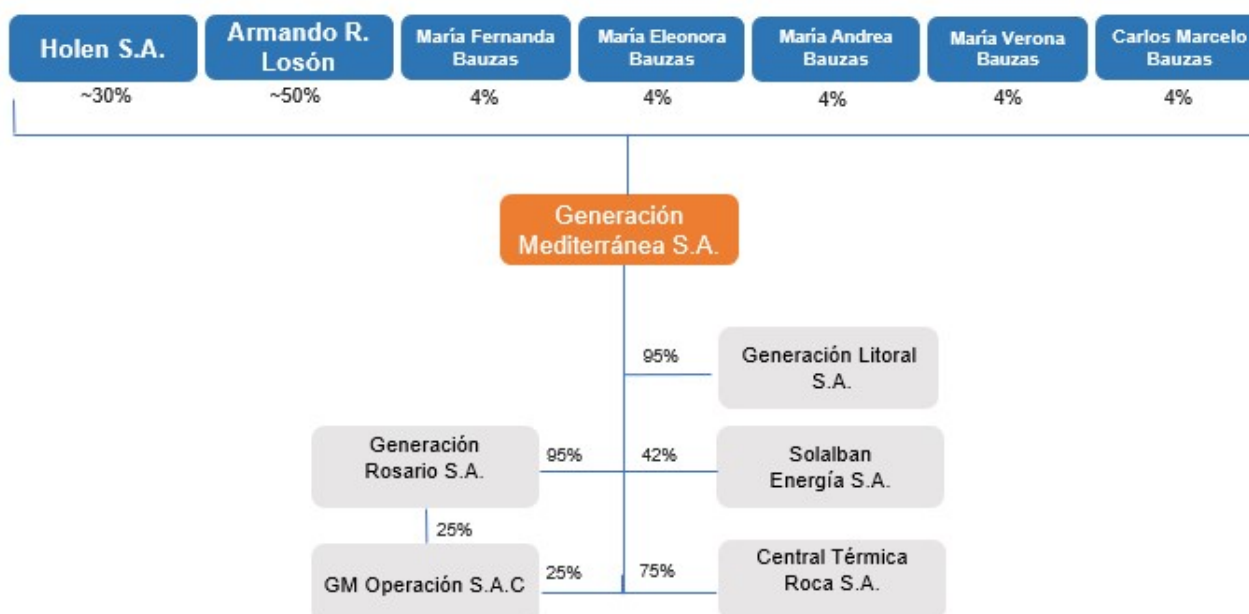 Holen S.A.
Armando R.
Losón
María Fernanda
Bauzas
María Eleonora
Bauzas
María Andrea
Bauzas
María Verona
Bauzas
Carlos Marcelo
Bauzas
~30%
~50%
4%
4%
4%
4%
4%
Generación
Mediterránea S.A.
95%
Generación Litoral
S.A.
Generación
Rosario S.A.
95%
42%
Solalban
Energía S.A.
25%
GM Operación S.A.C
25%
75%
Central Térmica
Roca S.A.